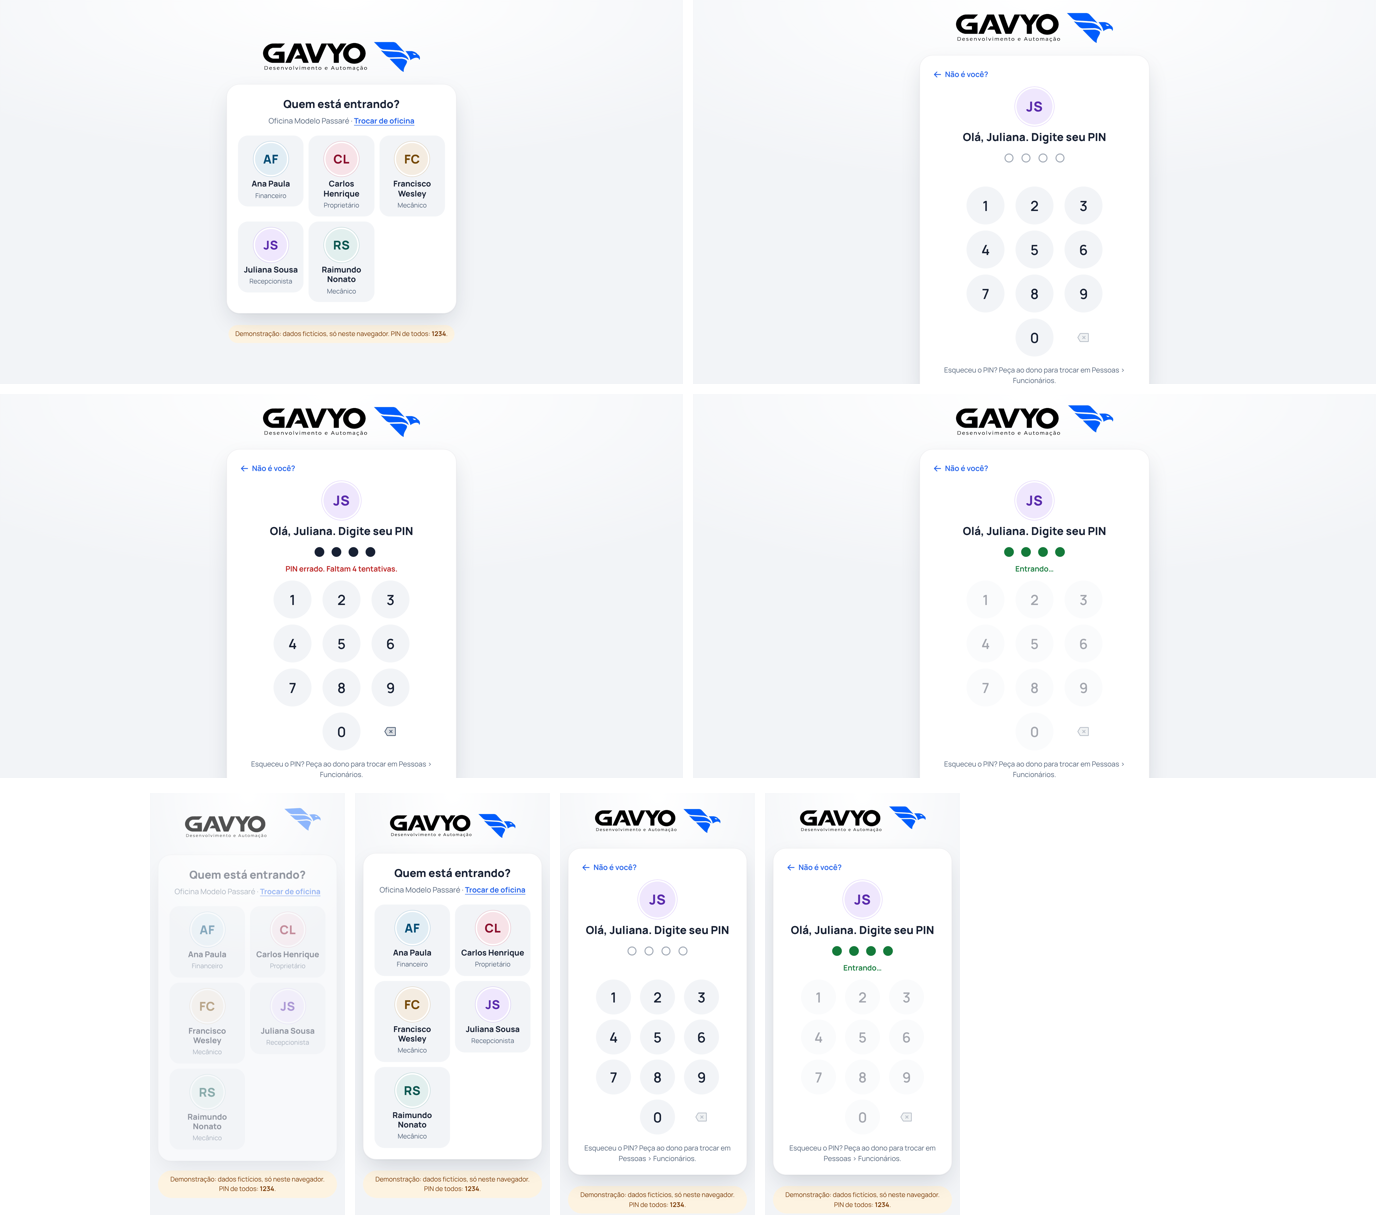 GAVYO
Desenvolvimento e Automação
Quem está entrando?
Oficina Modelo Passaré · Trocar de oficina
AF
Ana Paula
Financeiro
CL
Carlos
Henrique
Proprietário
FC
Francisco
Wesley
Mecânico
JS
Juliana Sousa
Recepcionista
RS
Raimundo
Nonato
Mecânico
Demonstração: dados fictícios, só neste navegador. PIN de todos: 1234.
GAVYO
Desenvolvimento e Automação
← Não é você?
JS
Olá, Juliana. Digite seu PIN
1 2 3
4 5 6
7 8 9
0
Esqueceu o PIN? Peça ao dono para trocar em Pessoas ›
Funcionários.
GAVYO
Desenvolvimento e Automação
← Não é você?
JS
Olá, Juliana. Digite seu PIN
PIN errado. Faltam 4 tentativas.
1 2 3
4 5 6
7 8 9
0
Esqueceu o PIN? Peça ao dono para trocar em Pessoas ›
Funcionários.
GAVYO
Desenvolvimento e Automação
← Não é você?
JS
Olá, Juliana. Digite seu PIN
Entrando…
1 2 3
4 5 6
7 8 9
0
Esqueceu o PIN? Peça ao dono para trocar em Pessoas ›
Funcionários.
GAVYO
Desenvolvimento e Automação
Quem está entrando?
Oficina Modelo Passaré · Trocar de oficina
AF
Ana Paula
Financeiro
CL
Carlos Henrique
Proprietário
FC
Francisco
Wesley
Mecânico
JS
Juliana Sousa
Recepcionista
RS
Raimundo
Nonato
Mecânico
Demonstração: dados fictícios, só neste navegador.
PIN de todos: 1234.
GAVYO
Desenvolvimento e Automação
Quem está entrando?
Oficina Modelo Passaré · Trocar de oficina
AF
Ana Paula
Financeiro
CL
Carlos Henrique
Proprietário
FC
Francisco
Wesley
Mecânico
JS
Juliana Sousa
Recepcionista
RS
Raimundo
Nonato
Mecânico
Demonstração: dados fictícios, só neste navegador.
PIN de todos: 1234.
GAVYO
Desenvolvimento e Automação
← Não é você?
JS
Olá, Juliana. Digite seu PIN
1 2 3
4 5 6
7 8 9
0
Esqueceu o PIN? Peça ao dono para trocar em
Pessoas › Funcionários.
Demonstração: dados fictícios, só neste navegador.
PIN de todos: 1234.
GAVYO
Desenvolvimento e Automação
← Não é você?
JS
Olá, Juliana. Digite seu PIN
Entrando…
1 2 3
4 5 6
7 8 9
0
Esqueceu o PIN? Peça ao dono para trocar em
Pessoas › Funcionários.
Demonstração: dados fictícios, só neste navegador.
PIN de todos: 1234.